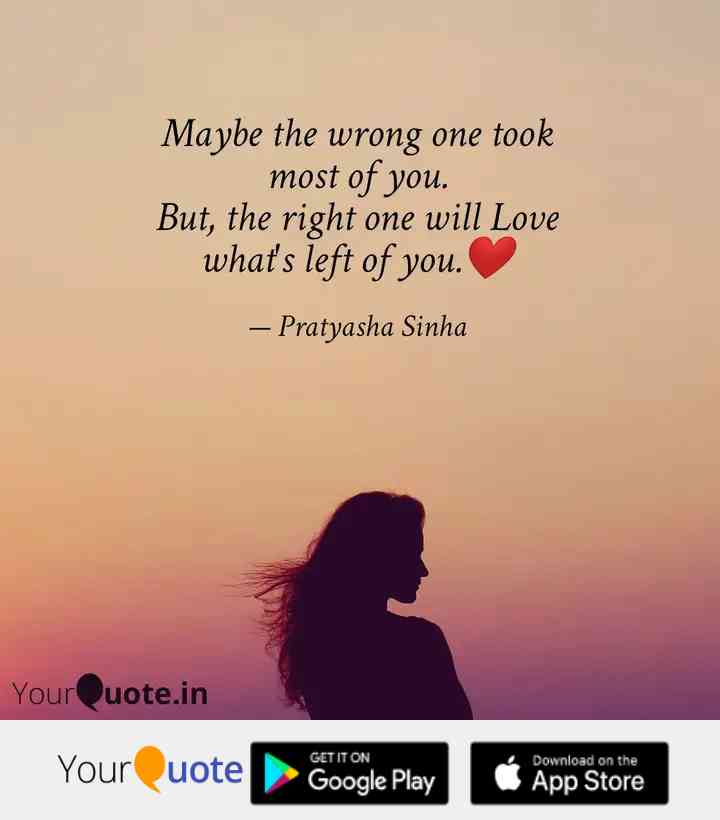 Maybe the wrong one took
most of you.
But, the right one will Love
what's left of you.❤️
— Pratyasha Sinha
YourQuote.in
YourQuote
GET IT ON
Google Play
Download on the
App Store